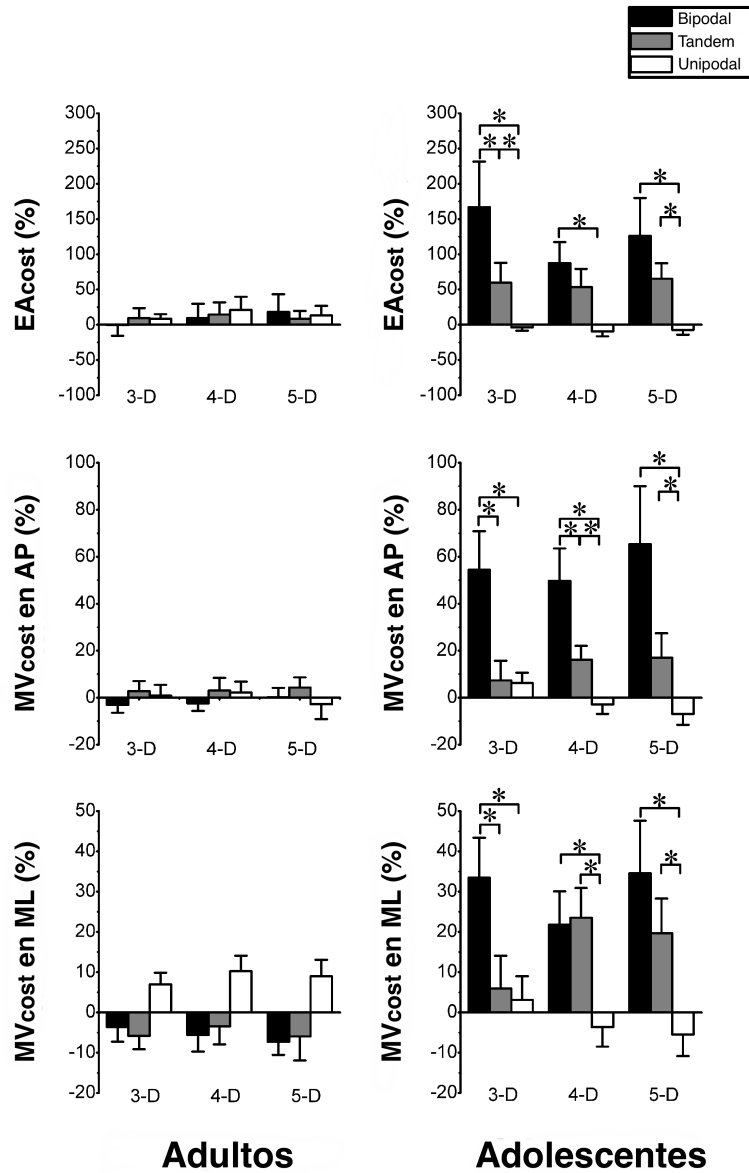 Bipodal
Tandem
Unipodal
EAcost (%)
300
250
200
150
100
50
0
-50
-100
3-D 4-D 5-D
EAcost (%)
300
250
200
150
100
50
0
-50
-100
* * *
*
* *
3-D 4-D 5-D
MVcost en AP (%)
100
80
60
40
20
0
-20
3-D 4-D 5-D
MVcost en AP (%)
100
80
60
40
20
0
-20
* *
* * *
* *
3-D 4-D 5-D
MVcost en ML (%)
50
40
30
20
10
0
-10
-20
3-D 4-D 5-D
MVcost en ML (%)
50
40
30
20
10
0
-10
-20
* *
* *
* *
3-D 4-D 5-D
Adultos
Adolescentes